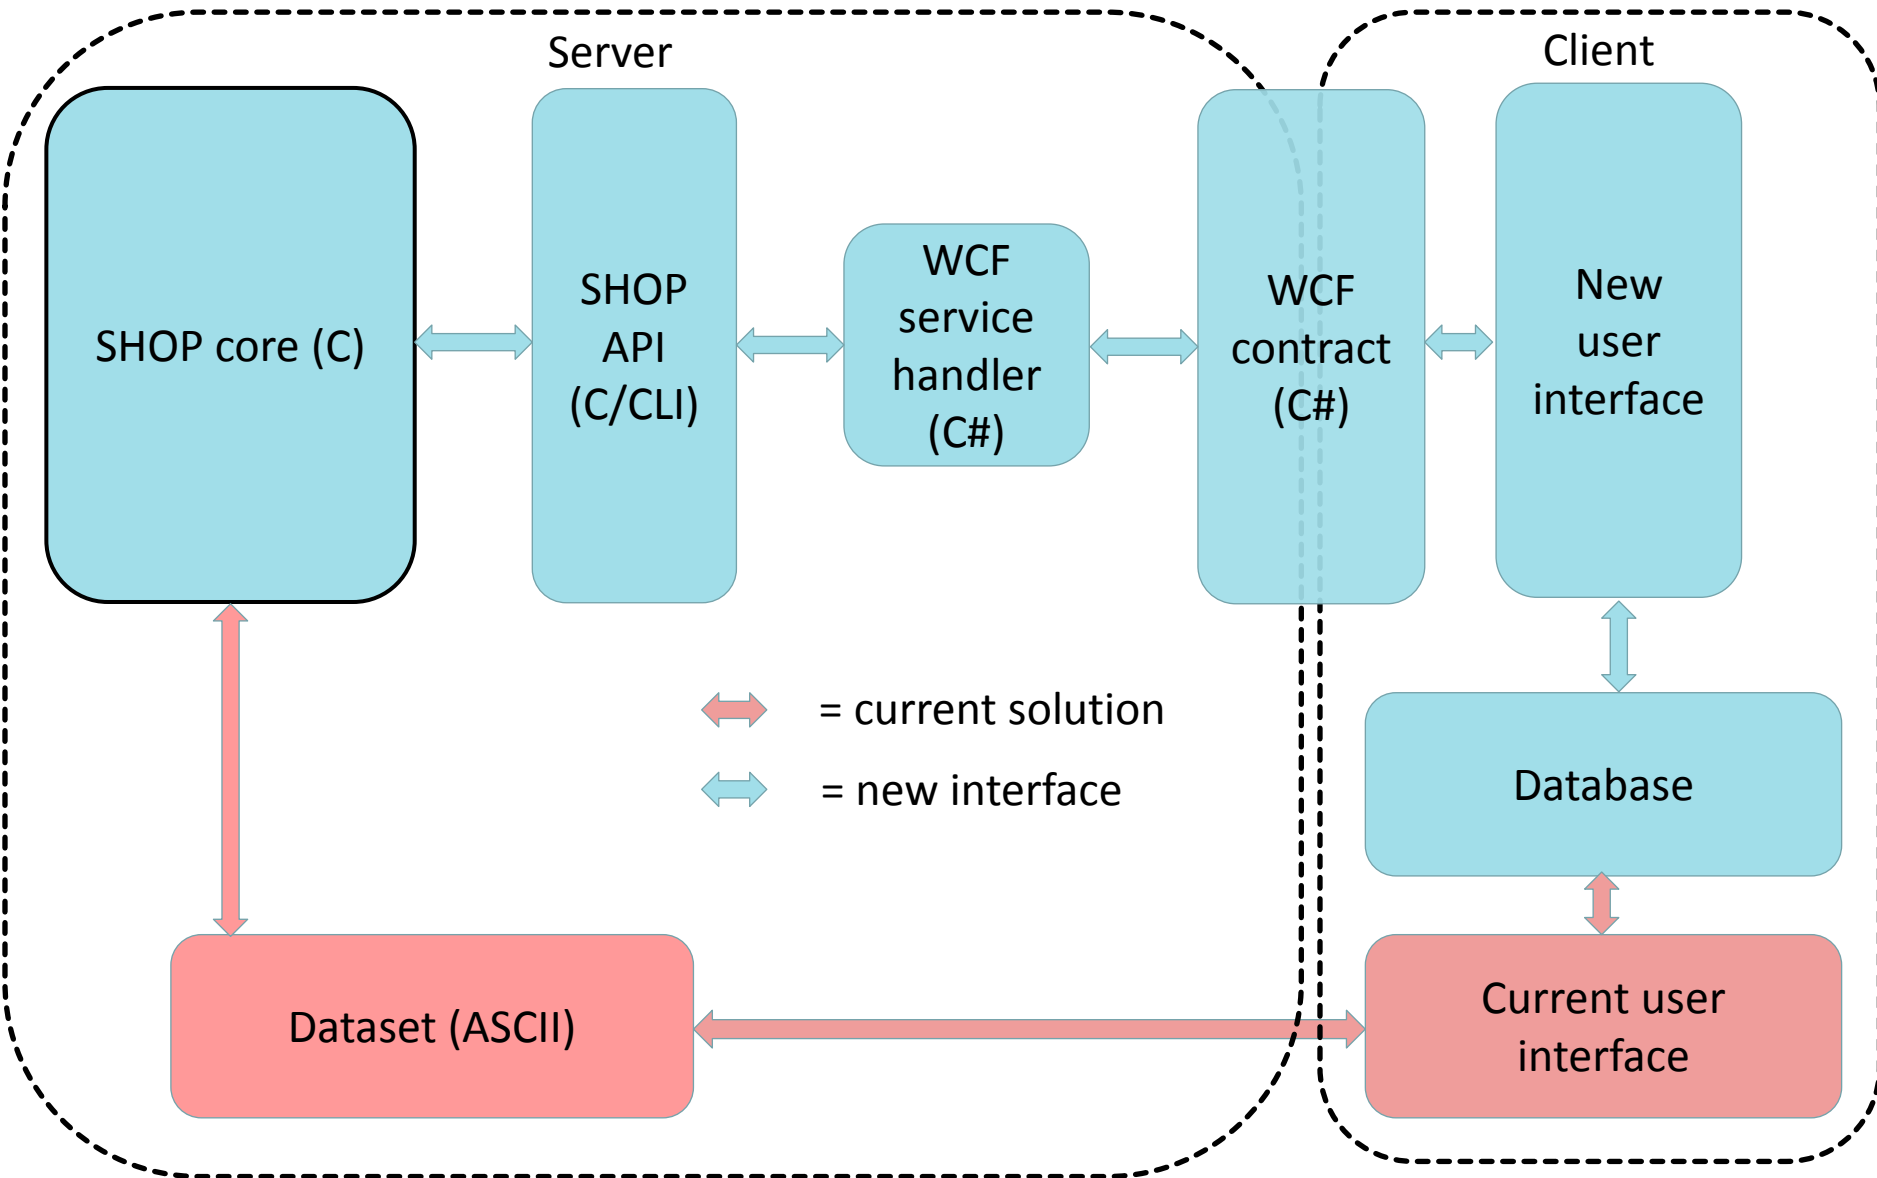 Server
Client
SHOP core (C)
SHOP
API
(C/CLI)
WCF
service
handler
(C#)
WCF
contract
(C#)
New
user
interface
= current solution
= new interface
Database
Dataset (ASCII)
Current user
interface